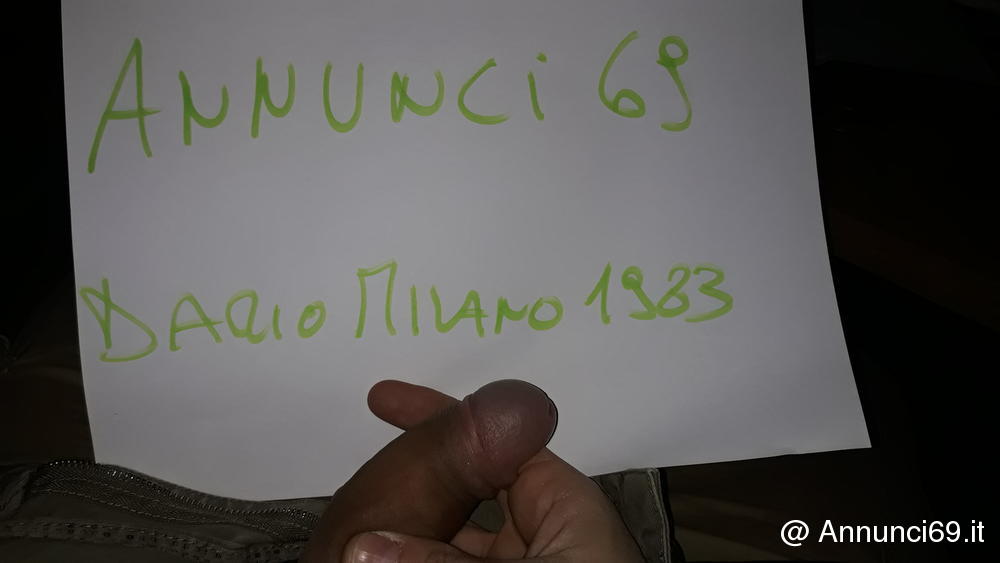 ANNUNCi 69
DARIO MILANO 1983
@ Annunci69.it